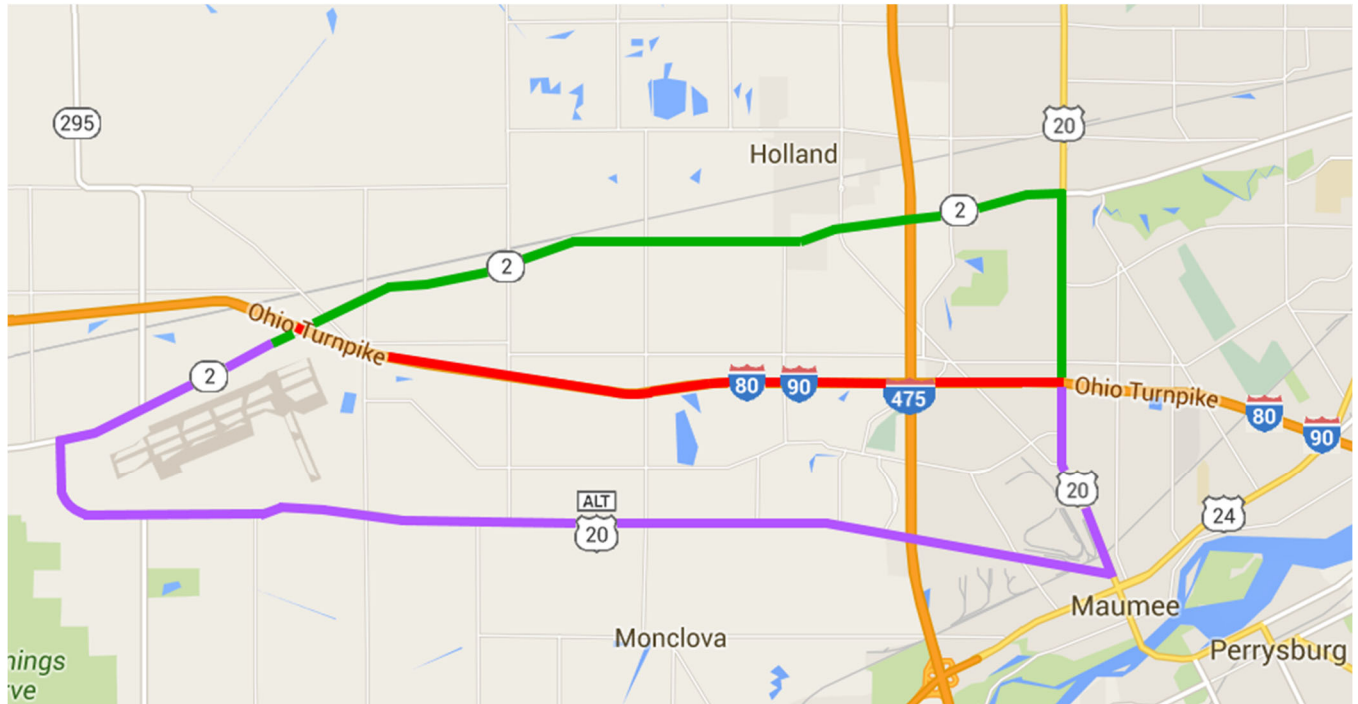 295
20
Holland
2
2
Ohio Turnpike
2
80
90
475
Ohio Turnpike
80
90
20
ALT
20
24
Maumee
Monclova
Perrysburg
nings
rve